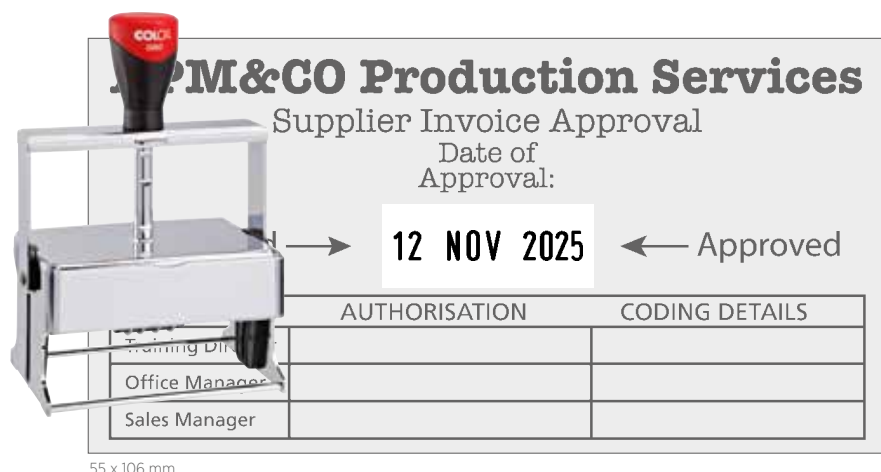 COLOP
PM&CO Production Services
Supplier Invoice Approval
Date of
Approval:
12 NOV 2025 Approved
AUTHORISATION CODING DETAILS
Training
Office Manager
Sales Manager
55 x 106 mm